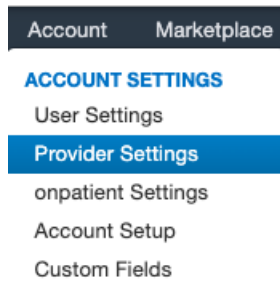 Account Marketplace
ACCOUNT SETTINGS
User Settings
Provider Settings
onpatient Settings
Account Setup
Custom Fields